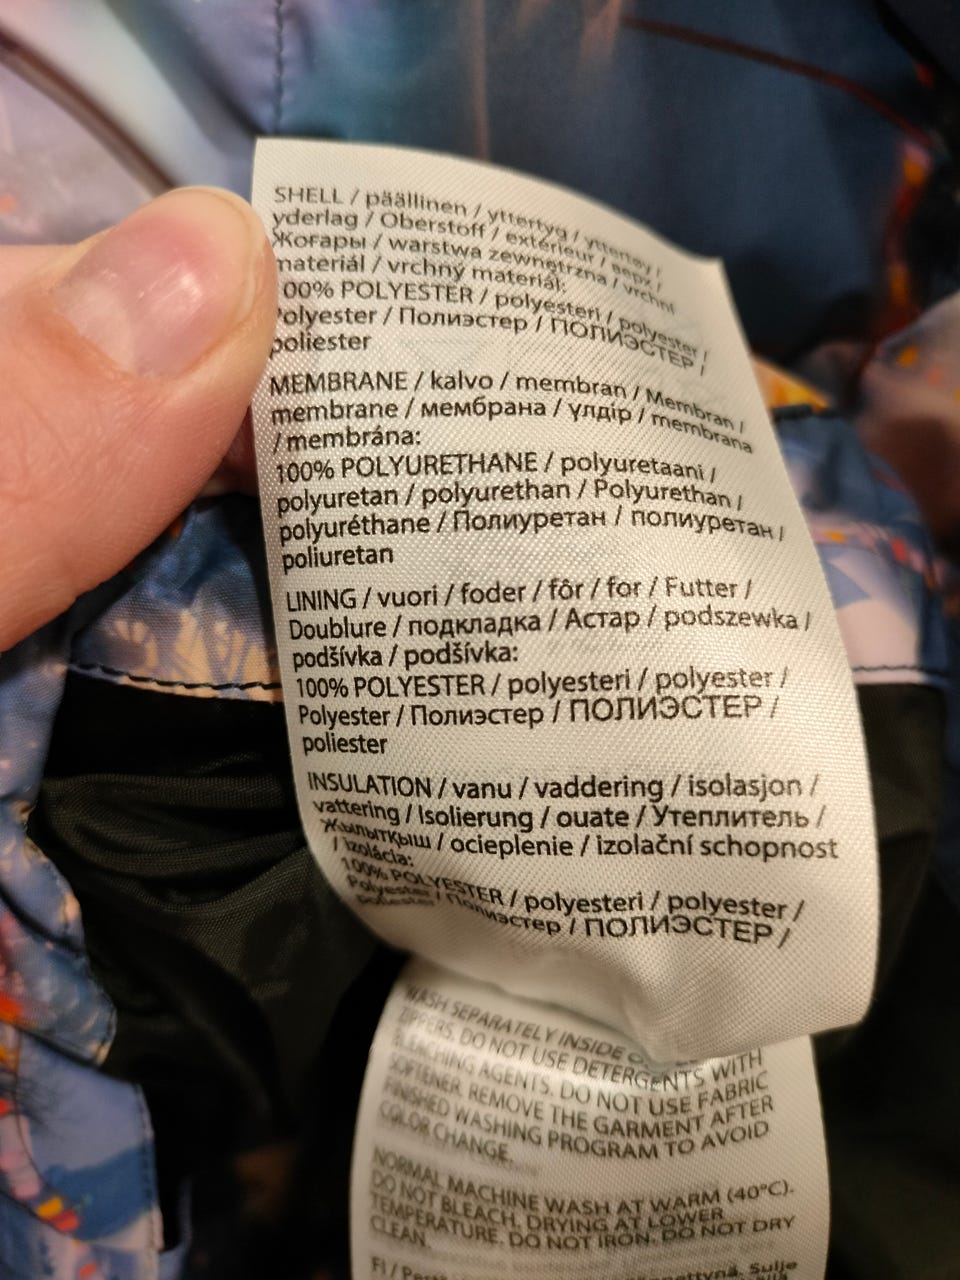 SHELL / päällinen / yttertyg / yttertøy /
yderlag / Oberstoff / extérieur / верх /
Жоғары / warstwa zewnętrzna / vrchní
materiál / vrchný materiál:
00% POLYESTER / polyesteri / polyester /
olyester / Полиэстер / ПОЛИЭСТЕР /
poliester
MEMBRANE / kalvo / membran / Membran /
membrane / мембрана / үлдір / membrana
/ membrána:
100% POLYURETHANE / polyuretaani /
polyuretan / polyurethan / Polyurethan /
polyuréthane / Полиуретан / полиуретан /
poliuretan
LINING / vuori / foder / fôr / for / Futter /
Doublure / подкладка / Астар / podszewka /
podšívka / podšívka:
100% POLYESTER / polyesteri / polyester /
Polyester / Полиэстер / ПОЛИЭСТЕР /
poliester
INSULATION / vanu / vaddering / isolasjon /
vattering / Isolierung / ouate / Утеплитель /
Жылытқыш / ocieplenie / izolační schopnost
/ izolácia:
100% POLYESTER / polyesteri / polyester /
Polyester / Полиэстер / ПОЛИЭСТЕР /
poliester
WASH SEPARATELY INSIDE
ZIPPERS. DO NOT USE DETERGENTS WITH
BLEACHING AGENTS. DO NOT USE FABRIC
SOFTENER. REMOVE THE GARMENT AFTER
FINISHED WASHING PROGRAM TO AVOID
COLOR CHANGE.
NORMAL MACHINE WASH AT WARM (40°C).
DO NOT BLEACH. DRYING AT LOWER
TEMPERATURE. DO NOT IRON. DO NOT DRY
CLEAN.
FI / Sulje